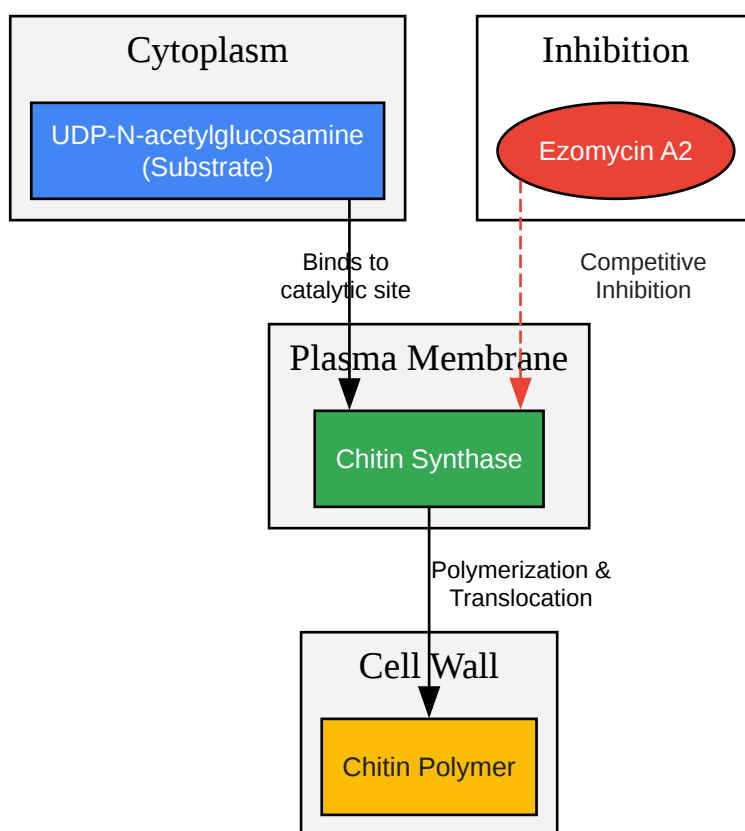 Cytoplasm
Inhibition
UDP-N-acetylglucosamine
(Substrate)
Ezomycin A2
Binds to
catalytic site
Competitive
Inhibition
Plasma Membrane
Chitin Synthase
Polymerization &
Translocation
Cell Wall
Chitin Polymer